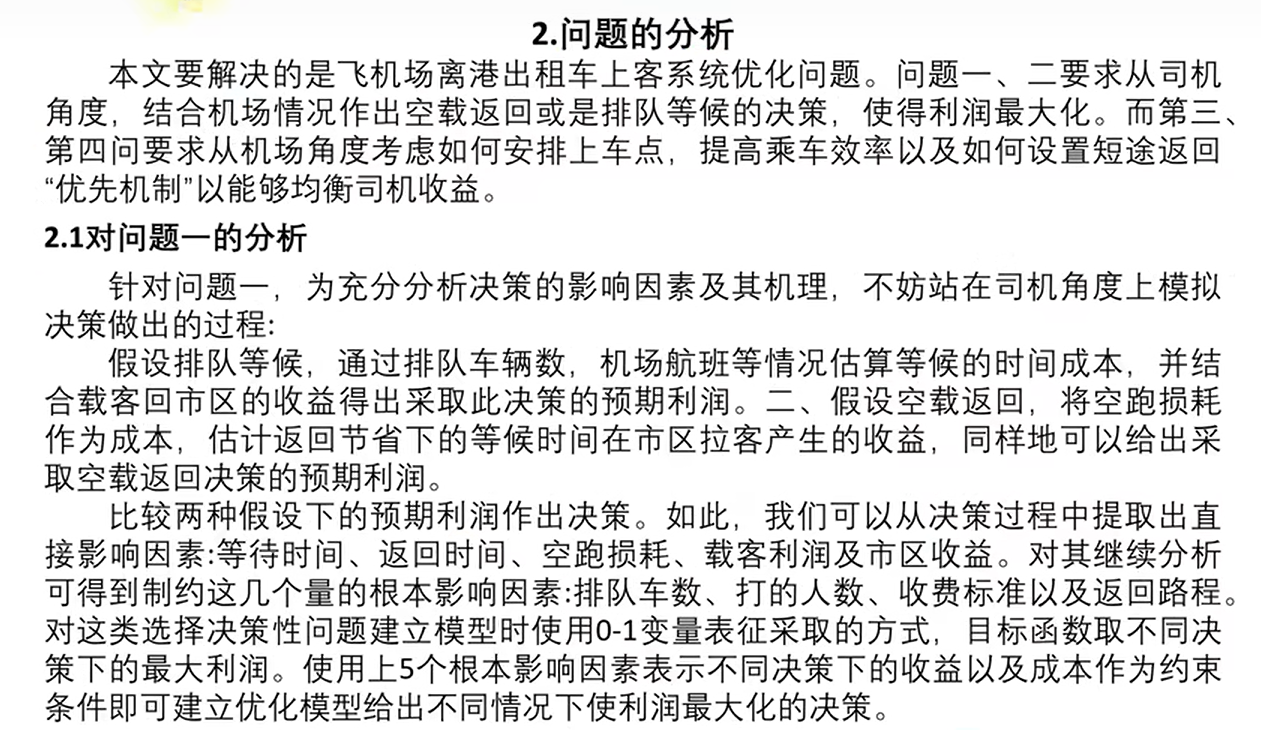 2.问题的分析
本文要解决的是飞机场离港出租车上客系统优化问题。问题一、二要求从司机
角度，结合机场情况作出空载返回或是排队等候的决策，使得利润最大化。而第三、
第四问要求从机场角度考虑如何安排上车点，提高乘车效率以及如何设置短途返回
“优先机制”以能够均衡司机收益。
2.1对问题一的分析
针对问题一，为充分分析决策的影响因素及其机理，不妨站在司机角度上模拟
决策做出的过程:
假设排队等候，通过排队车辆数，机场航班等情况估算等候的时间成本，并结
合载客回市区的收益得出采取此决策的预期利润。二、假设空载返回，将空跑损耗
作为成本，估计返回节省下的等候时间在市区拉客产生的收益，同样地可以给出采
取空载返回决策的预期利润。
比较两种假设下的预期利润作出决策。如此，我们可以从决策过程中提取出直
接影响因素:等待时间、返回时间、空跑损耗、载客利润及市区收益。对其继续分析
可得到制约这几个量的根本影响因素:排队车数、打的人数、收费标准以及返回路程。
对这类选择决策性问题建立模型时使用0-1变量表征采取的方式，目标函数取不同决
策下的最大利润。使用上5个根本影响因素表示不同决策下的收益以及成本作为约束
条件即可建立优化模型给出不同情况下使利润最大化的决策。